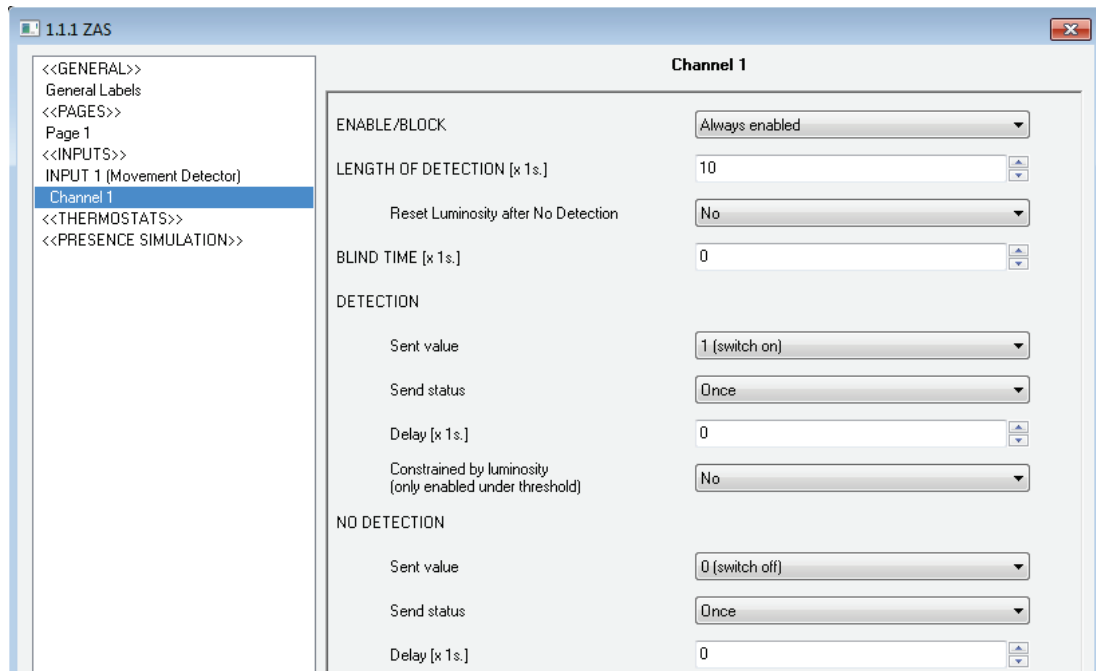 1.1.1 ZAS
<<GENERAL>>
General Labels
<<PAGES>>
Page 1
<<INPUTS>>
INPUT 1 (Movement Detector)
Channel 1
<<THERMOSTATS>>
<<PRESENCE SIMULATION>>
Channel 1
ENABLE/BLOCK Always enabled
LENGTH OF DETECTION [x 1s.] 10
Reset Luminosity after No Detection No
BLIND TIME [x 1s.] 0
DETECTION
Sent value 1 (switch on)
Send status Once
Delay [x 1s.] 0
Constrained by luminosity
(only enabled under threshold) No
NO DETECTION
Sent value 0 (switch off)
Send status Once
Delay [x 1s.] 0